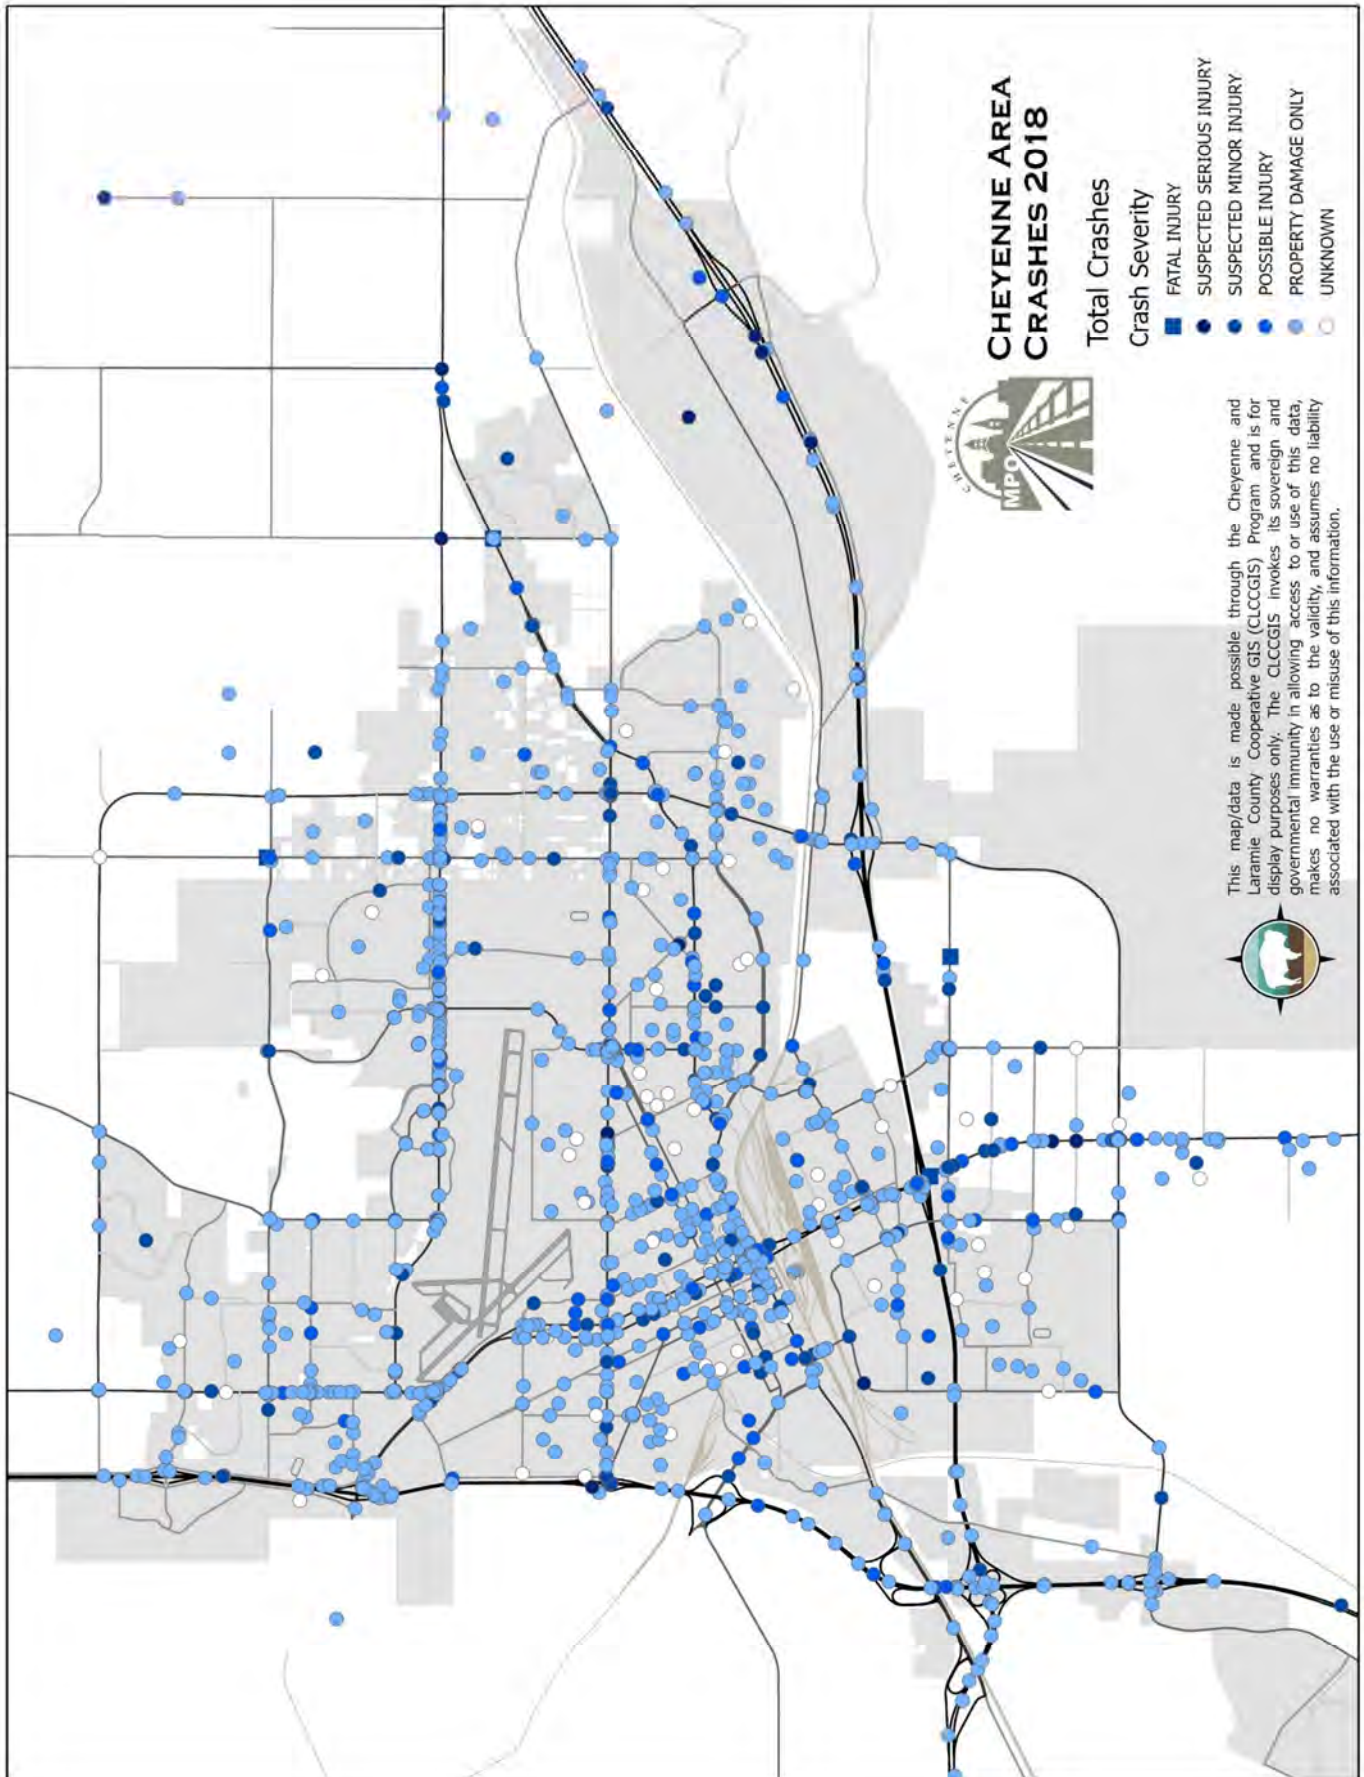 CHEYENNE AREA
CRASHES 2018
Total Crashes
Crash Severity
FATAL INJURY
SUSPECTED SERIOUS INJURY
SUSPECTED MINOR INJURY
POSSIBLE INJURY
PROPERTY DAMAGE ONLY
UNKNOWN
CHEYENNE
MPO
This map/data is made possible through the Cheyenne and
Laramie County Cooperative GIS (CLCCGIS) Program and is for
display purposes only. The CLCCGIS invokes its sovereign and
governmental immunity in allowing access to or use of this data,
makes no warranties as to the validity, and assumes no liability
associated with the use or misuse of this information.